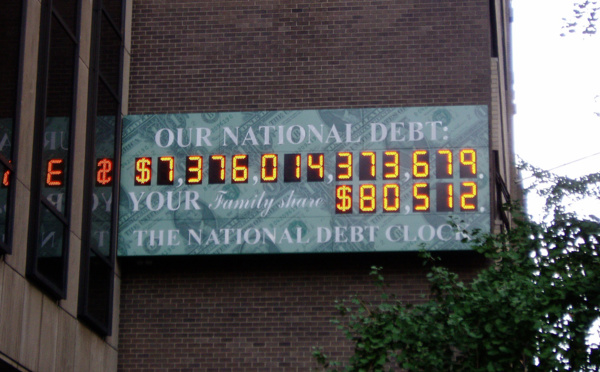 OUR NATIONAL DEBT:
$7,376,014,373,679.
YOUR Family share $80,512.
THE NATIONAL DEBT CLOCK